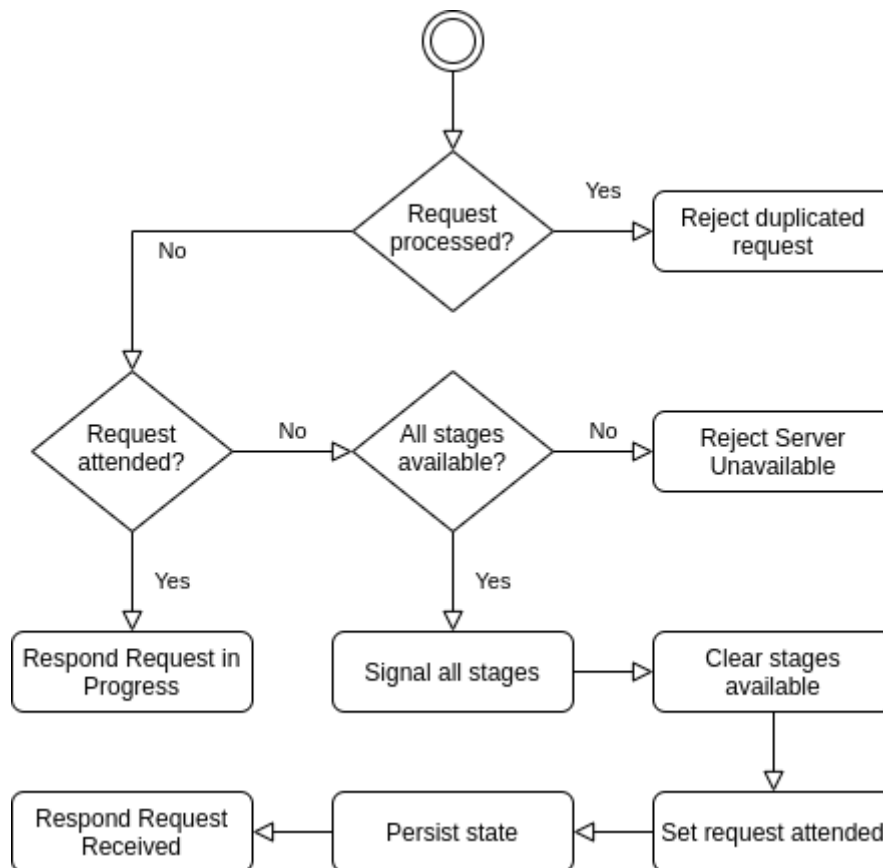 Request
processed?
Yes
Reject duplicated
request
No
Request
attended?
No
All stages
available?
No
Reject Server
Unavailable
Yes
Yes
Respond Request in
Progress
Signal all stages
Clear stages
available
Respond Request
Received
Persist state
Set request attended